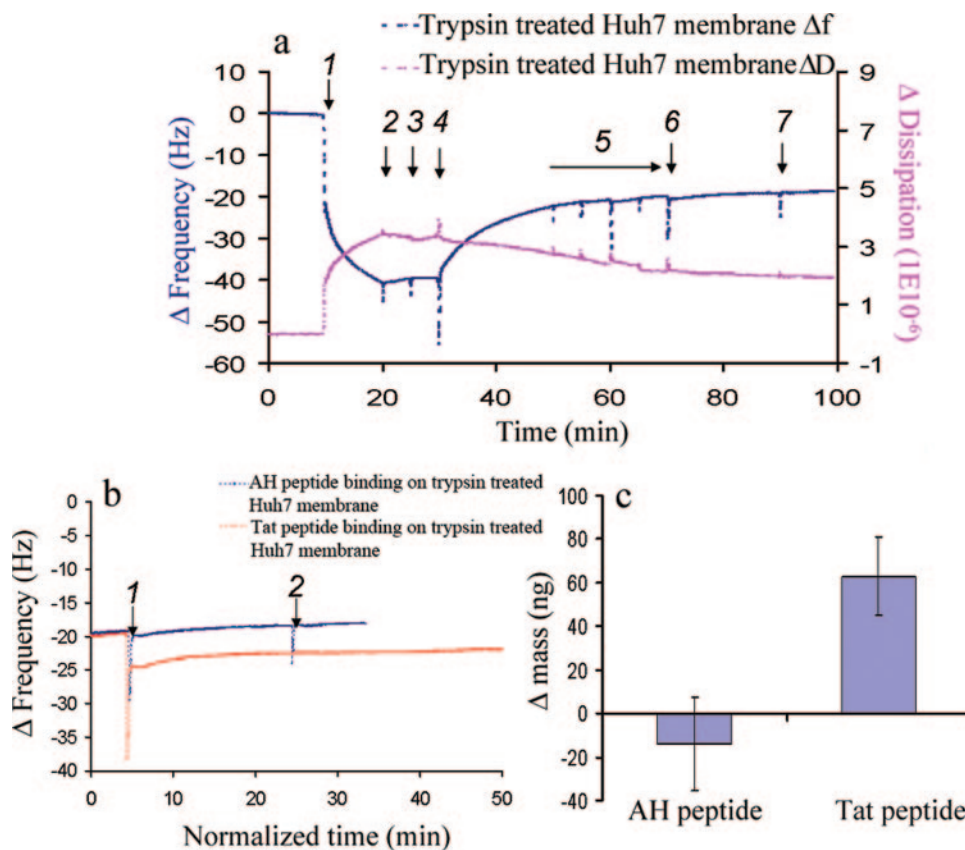 a
Trypsin treated Huh7 membrane Δf
Trypsin treated Huh7 membrane ΔD
10
0
-10
-20
-30
-40
-50
-60
Δ Frequency (Hz)
1
2 3 4
5
6
7
9
7
5
3
1
-1
Δ Dissipation (1E10-6)
0 20 40 60 80 100
Time (min)
b
AH peptide binding on trypsin treated
Huh7 membrane
Tat peptide binding on trypsin treated
Huh7 membrane
0
-5
-10
-15
-20
-25
-30
-35
-40
Δ Frequency (Hz)
1
2
0 10 20 30 40 50
Normalized time (min)
c
100
80
60
40
20
0
-20
-40
Δ mass (ng)
AH peptide Tat peptide